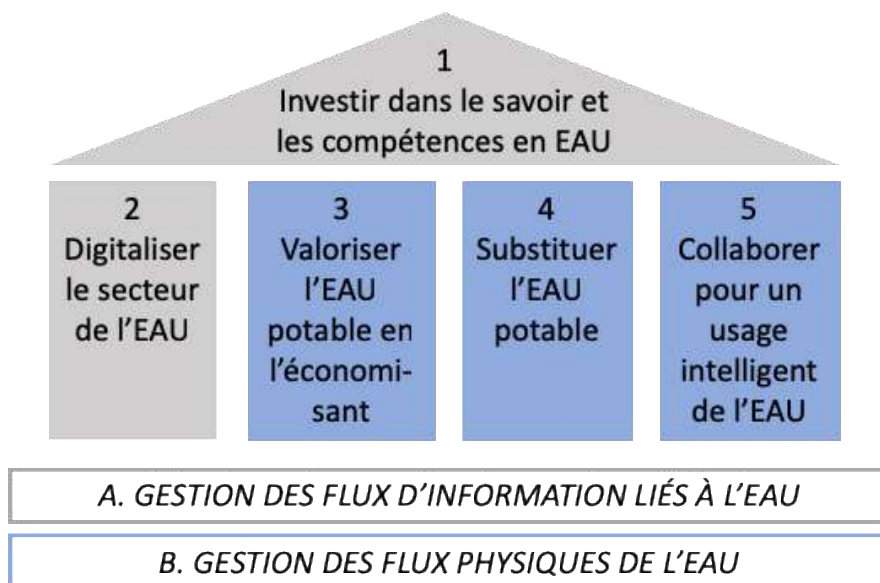 1
Investir dans le savoir et
les compétences en EAU
2
Digitaliser
le secteur
de l'EAU
3
Valoriser
l'EAU
potable en
l'économi-
sant
4
Substituer
l'EAU
potable
5
Collaborer
pour un
usage
intelligent
de l'EAU
A. GESTION DES FLUX D'INFORMATION LIÉS À L'EAU
B. GESTION DES FLUX PHYSIQUES DE L'EAU